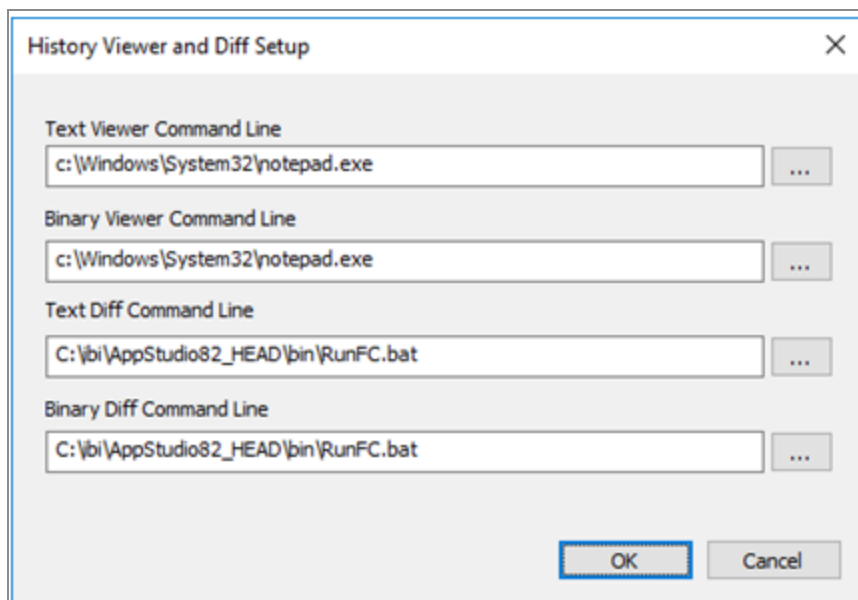 History Viewer and Diff Setup
Text Viewer Command Line
c:\Windows\System32\notepad.exe
...
Binary Viewer Command Line
c:\Windows\System32\notepad.exe
...
Text Diff Command Line
C:\ibi\AppStudio82_HEAD\bin\RunFC.bat
...
Binary Diff Command Line
C:\ibi\AppStudio82_HEAD\bin\RunFC.bat
...
OK Cancel